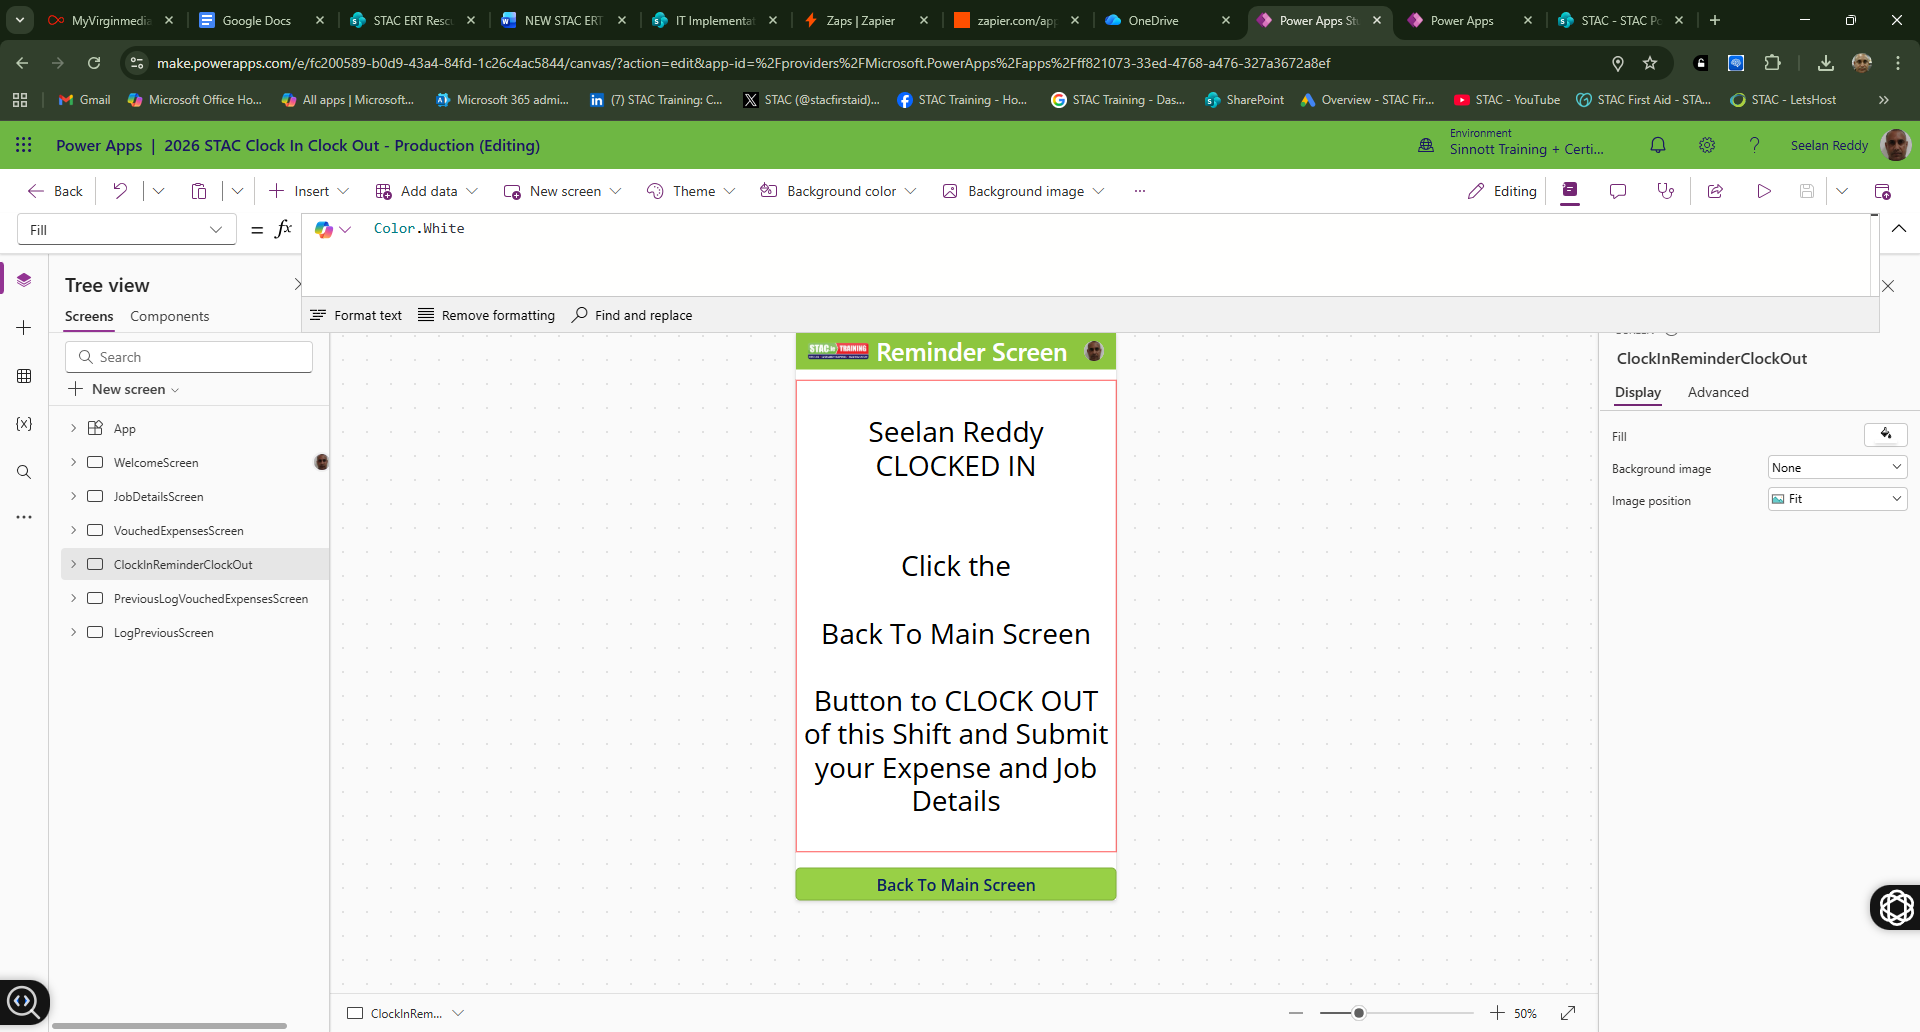 MyVirginmedia
Google Docs
STAC ERT Resc
NEW STAC ERT
IT Implementat
Zaps | Zapier
zapier.com/app
OneDrive
Power Apps St
Power Apps
STAC - STAC Po
make.powerapps.com/e/fc200589-b0d9-43a4-84fd-1c26c4ac5844/canvas/?action=edit&app-id=%2Fproviders%2FMicrosoft.PowerApps%2Fapps%2Fff821073-33ed-4768-a476-327a3672a8ef
Gmail
Microsoft Office Ho...
All apps | Microsoft...
Microsoft 365 admi...
(7) STAC Training: C...
STAC (@stacfirstaid)...
STAC Training - Ho...
STAC Training - Das...
SharePoint
Overview - STAC Fir...
STAC - YouTube
STAC First Aid - STA...
STAC - LetsHost
Power Apps | 2026 STAC Clock In Clock Out - Production (Editing)
Environment
Sinnott Training + Certi...
Seelan Reddy
Back
Insert
Add data
New screen
Theme
Background color
Background image
Editing
Fill
= fx
Color.White
Format text
Remove formatting
Find and replace
Tree view
Screens
Components
Search
New screen
App
WelcomeScreen
JobDetailsScreen
VouchedExpensesScreen
ClockInReminderClockOut
PreviousLogVouchedExpensesScreen
LogPreviousScreen
STAC TRAINING
Reminder Screen
Seelan Reddy
CLOCKED IN
Click the
Back To Main Screen
Button to CLOCK OUT
of this Shift and Submit
your Expense and Job
Details
Back To Main Screen
ClockInReminderClockOut
Display
Advanced
Fill
Background image
None
Image position
Fit
ClockInRem...
50%